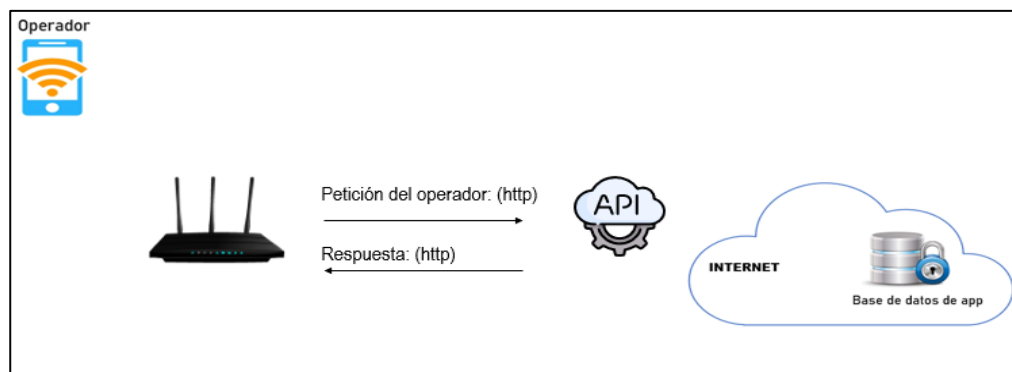 Operador
Petición del operador: (http)
API
Respuesta: (http)
INTERNET
Base de datos de app